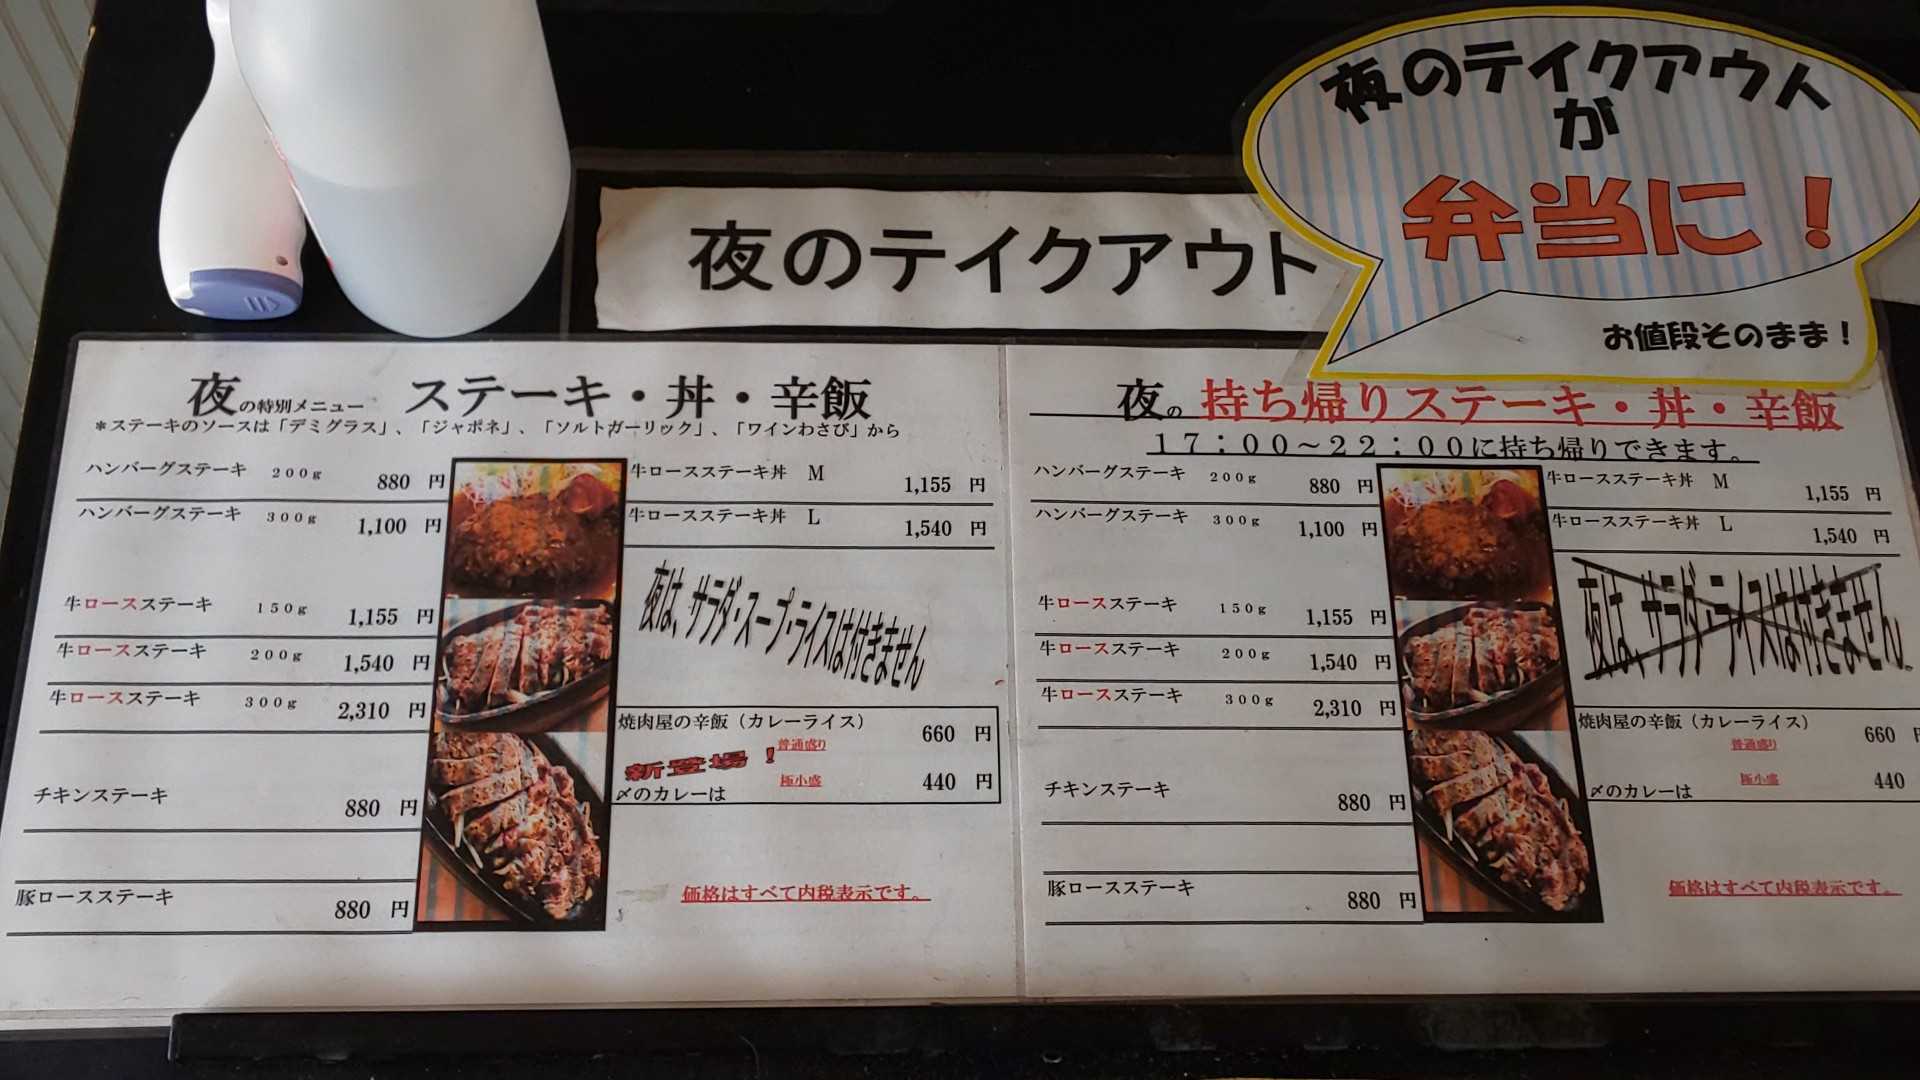 夜のテイクアウト
が
弁当に！
お値段そのまま！
夜のテイクアウト
夜の特別メニュー ステーキ・丼・辛飯
＊ステーキのソースは「デミグラス」、「ジャポネ」、「ソルトガーリック」、「ワインわさび」から
ハンバーグステーキ 200g 880 円
ハンバーグステーキ 300g 1,100 円
牛ロースステーキ 150g 1,155 円
牛ロースステーキ 200g 1,540 円
牛ロースステーキ 300g 2,310 円
チキンステーキ 880 円
豚ロースステーキ 880 円
牛ロースステーキ丼 M 1,155 円
牛ロースステーキ丼 L 1,540 円
夜は、サラダ・スープ・ライスは付きません
焼肉屋の辛飯（カレーライス） 660 円
普通盛り
新登場！
極小盛 440 円
〆のカレーは
価格はすべて内税表示です。
夜の 持ち帰りステーキ・丼・辛飯
17：00～22：00に持ち帰りできます。
ハンバーグステーキ 200g 880 円
ハンバーグステーキ 300g 1,100 円
牛ロースステーキ 150g 1,155 円
牛ロースステーキ 200g 1,540 円
牛ロースステーキ 300g 2,310 円
チキンステーキ 880 円
豚ロースステーキ 880 円
牛ロースステーキ丼 M 1,155 円
牛ロースステーキ丼 L 1,540 円
夜は、サラダ・ライスは付きません
焼肉屋の辛飯（カレーライス） 660 円
普通盛り
極小盛 440
〆のカレーは
価格はすべて内税表示です。